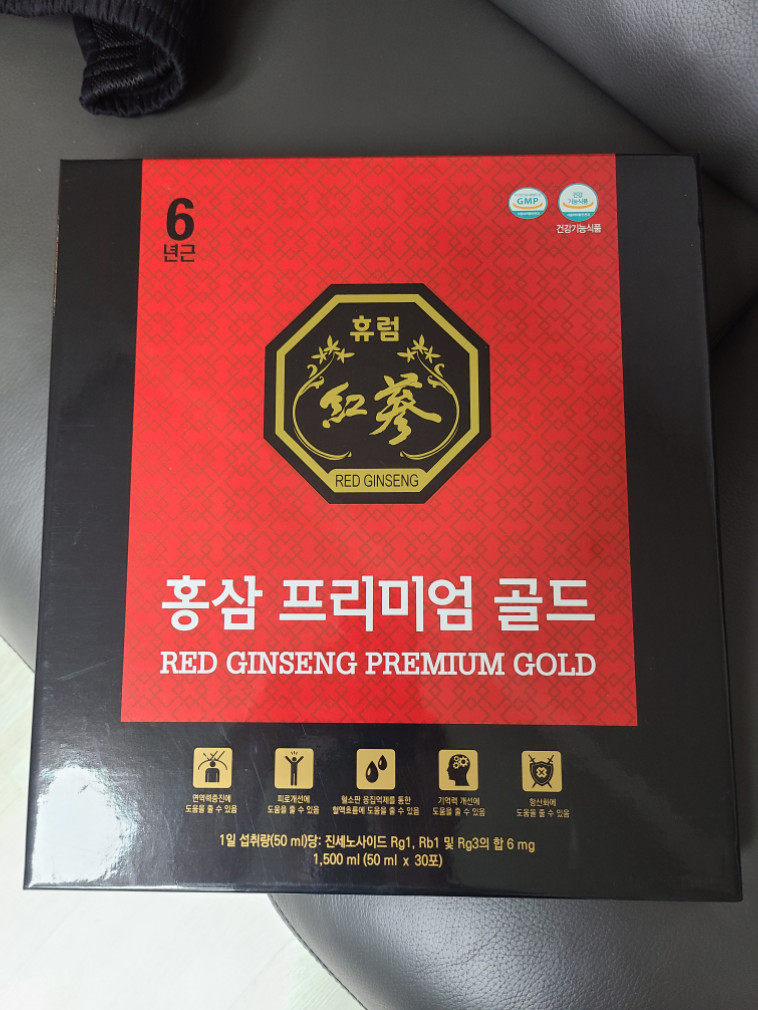 6
년근
GMP
건강
기능식품
건강기능식품
휴럼
紅蔘
RED GINSENG
홍삼 프리미엄 골드
RED GINSENG PREMIUM GOLD
면역력증진에
도움을 줄 수 있음
피로개선에
도움을 줄 수 있음
혈소판 응집억제를 통한
혈액흐름에 도움을 줄 수 있음
기억력 개선에
도움을 줄 수 있음
항산화에
도움을 줄 수 있음
1일 섭취량(50 ml)당: 진세노사이드 Rg1, Rb1 및 Rg3의 합 6 mg
1,500 ml (50 ml x 30포)